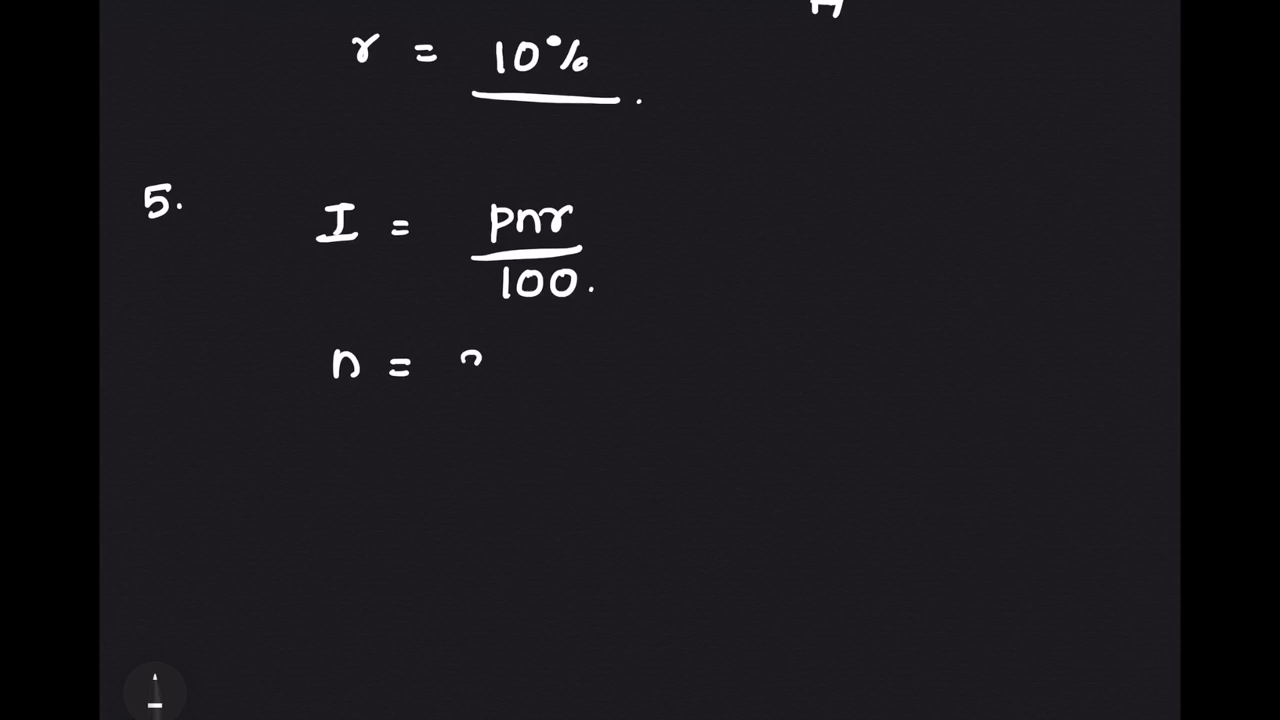 r = 10%.
5. I = pnr/100.
n =